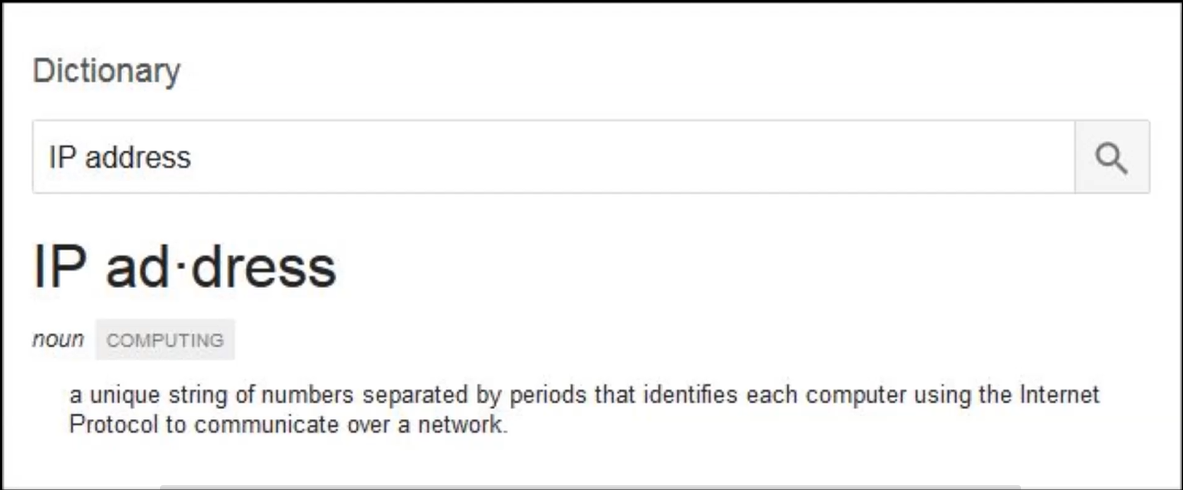 Dictionary
IP address
IP ad·dress
noun COMPUTING
a unique string of numbers separated by periods that identifies each computer using the Internet
Protocol to communicate over a network.